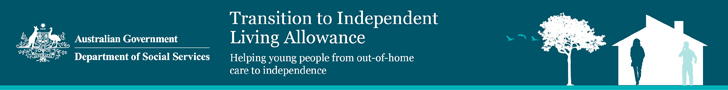 Australian Government
Department of Social Services
Transition to Independent
Living Allowance
Helping young people from out-of-home
care to independence